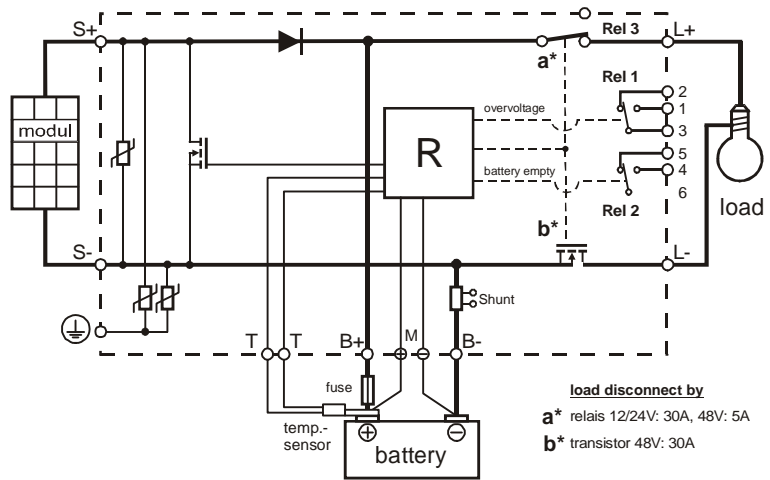 S+
Rel 3
L+
a*
Rel 1
modul
overvoltage
2
1
3
R
battery empty
5
4
6
Rel 2
load
b*
S-
L-
Shunt
T
T
B+
M
B-
fuse
temp.-
sensor
battery
load disconnect by
a* relais 12/24V: 30A, 48V: 5A
b* transistor 48V: 30A